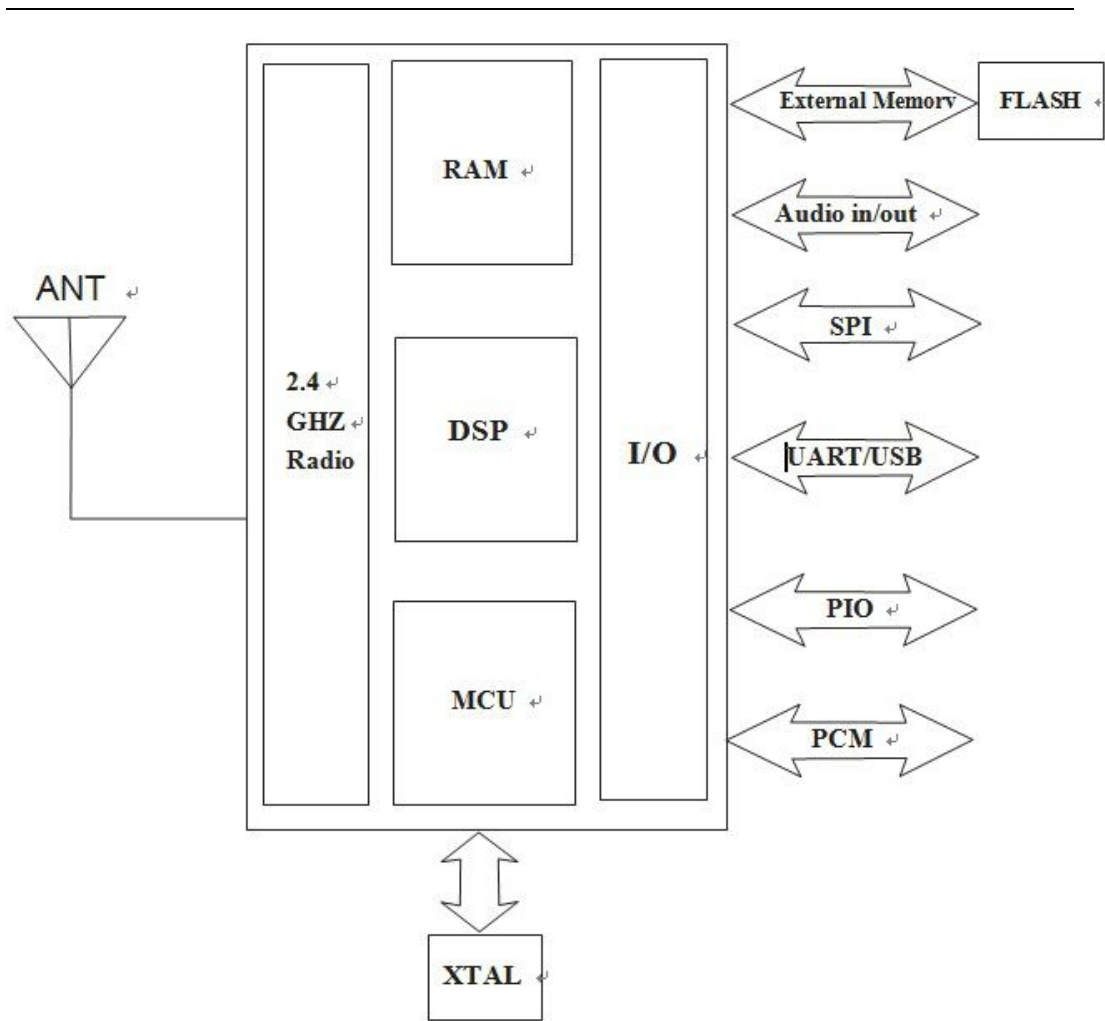 ANT
2.4
GHZ
Radio
RAM
DSP
MCU
I/O
External Memory
FLASH
Audio in/out
SPI
UART/USB
PIO
PCM
XTAL